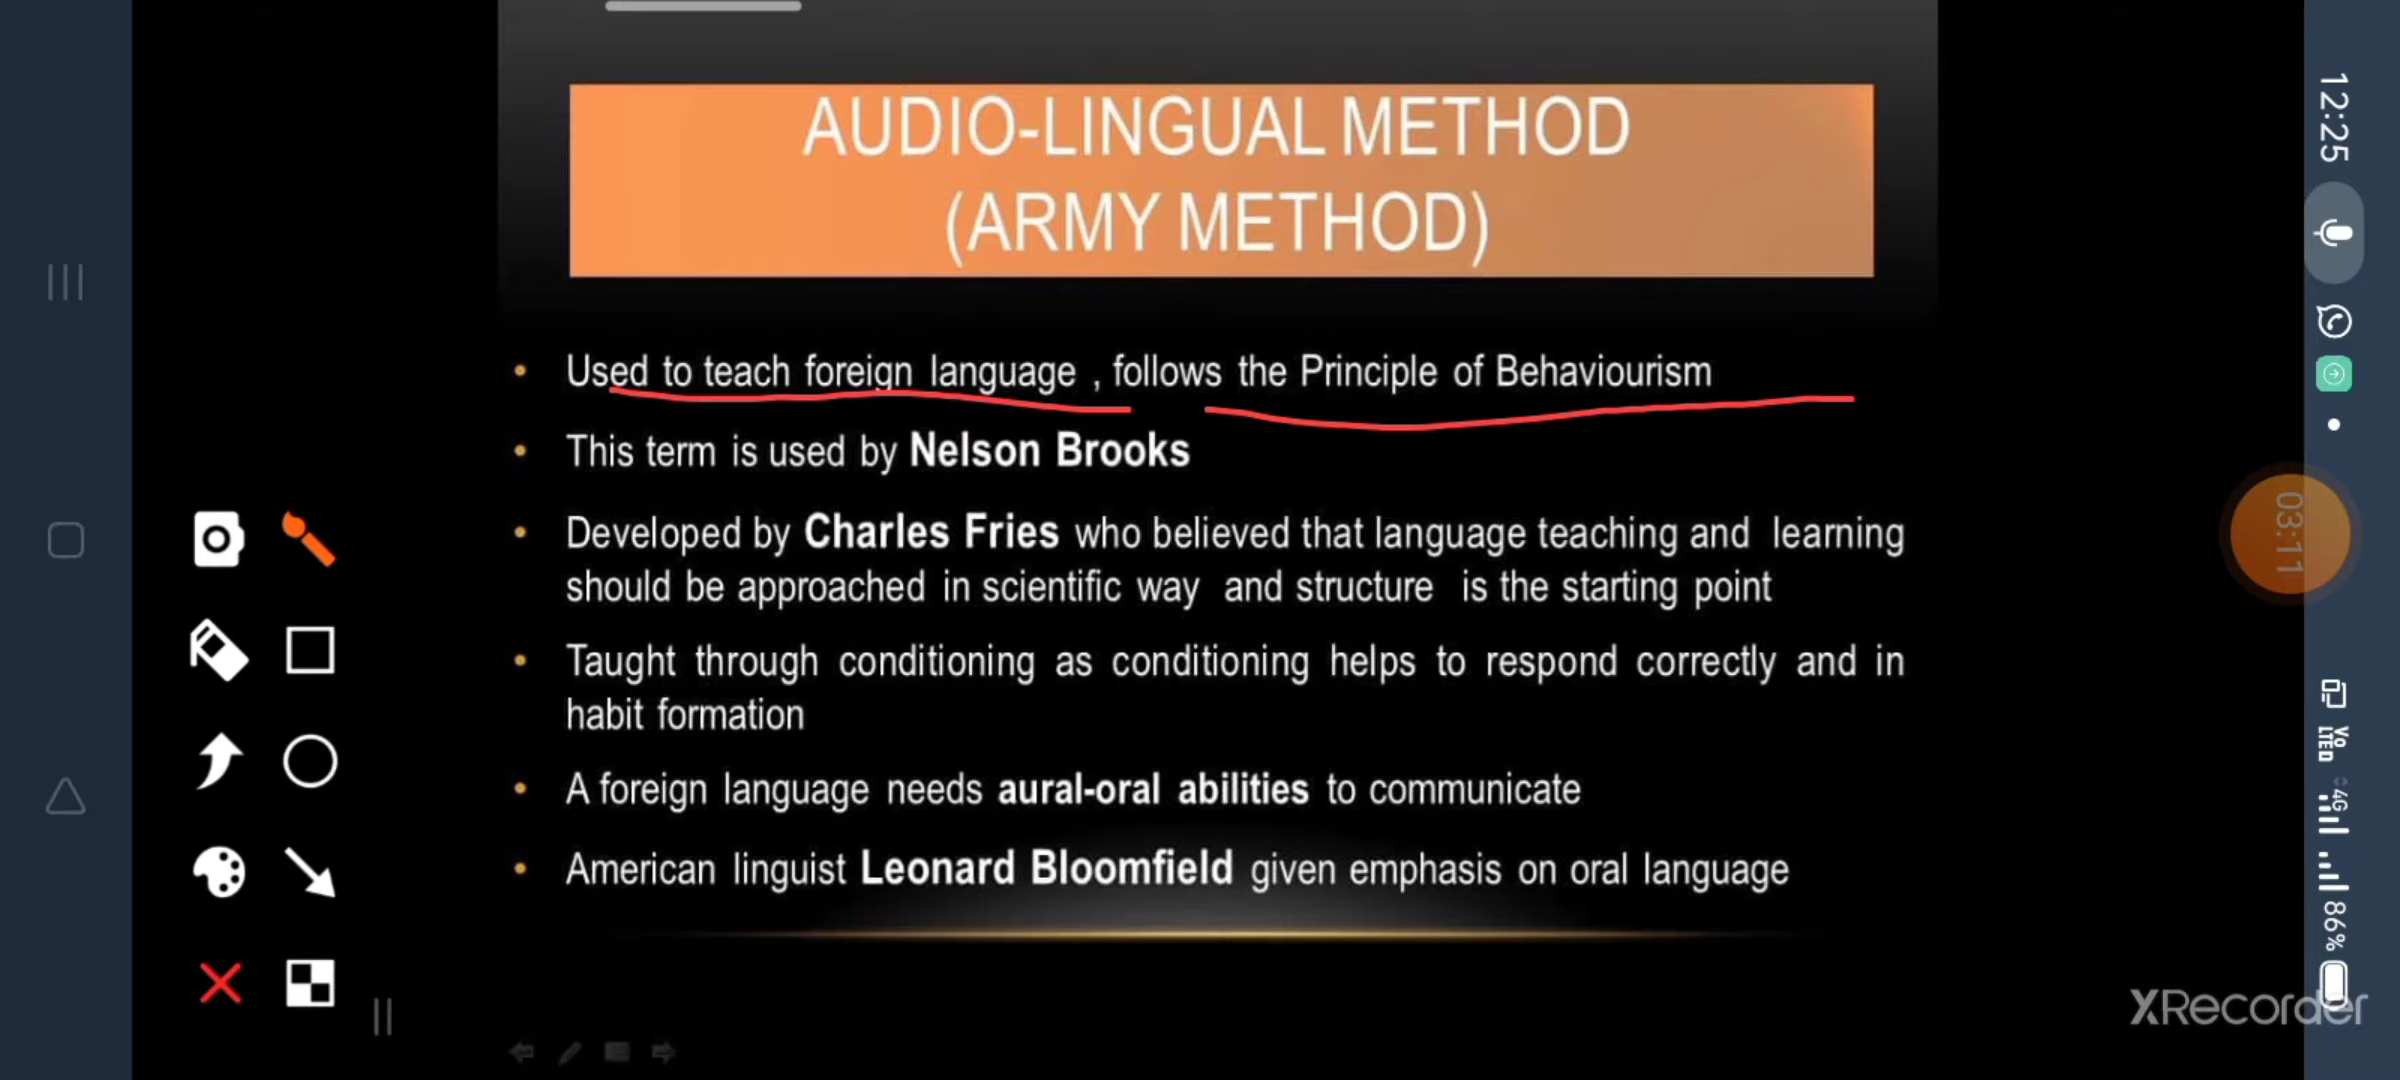 AUDIO-LINGUAL METHOD
(ARMY METHOD)
• Used to teach foreign language , follows the Principle of Behaviourism
• This term is used by Nelson Brooks
• Developed by Charles Fries who believed that language teaching and learning
should be approached in scientific way and structure is the starting point
• Taught through conditioning as conditioning helps to respond correctly and in
habit formation
• A foreign language needs aural-oral abilities to communicate
• American linguist Leonard Bloomfield given emphasis on oral language
12:25
03:11
Vo
LTE D
4G
86%
XRecorder